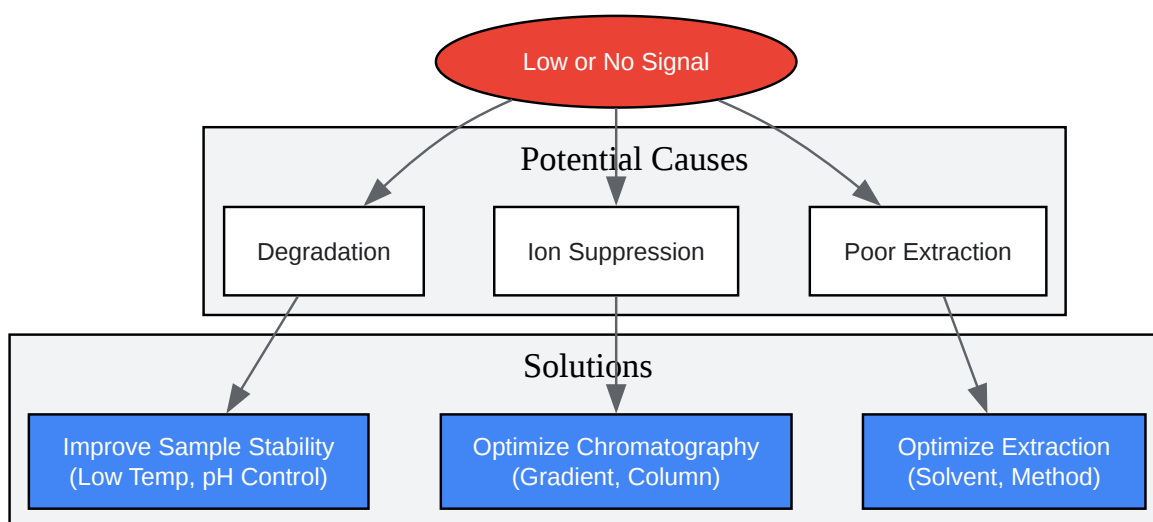 Low or No Signal
Potential Causes
Degradation
Ion Suppression
Poor Extraction
Solutions
Improve Sample Stability
(Low Temp, pH Control)
Optimize Chromatography
(Gradient, Column)
Optimize Extraction
(Solvent, Method)